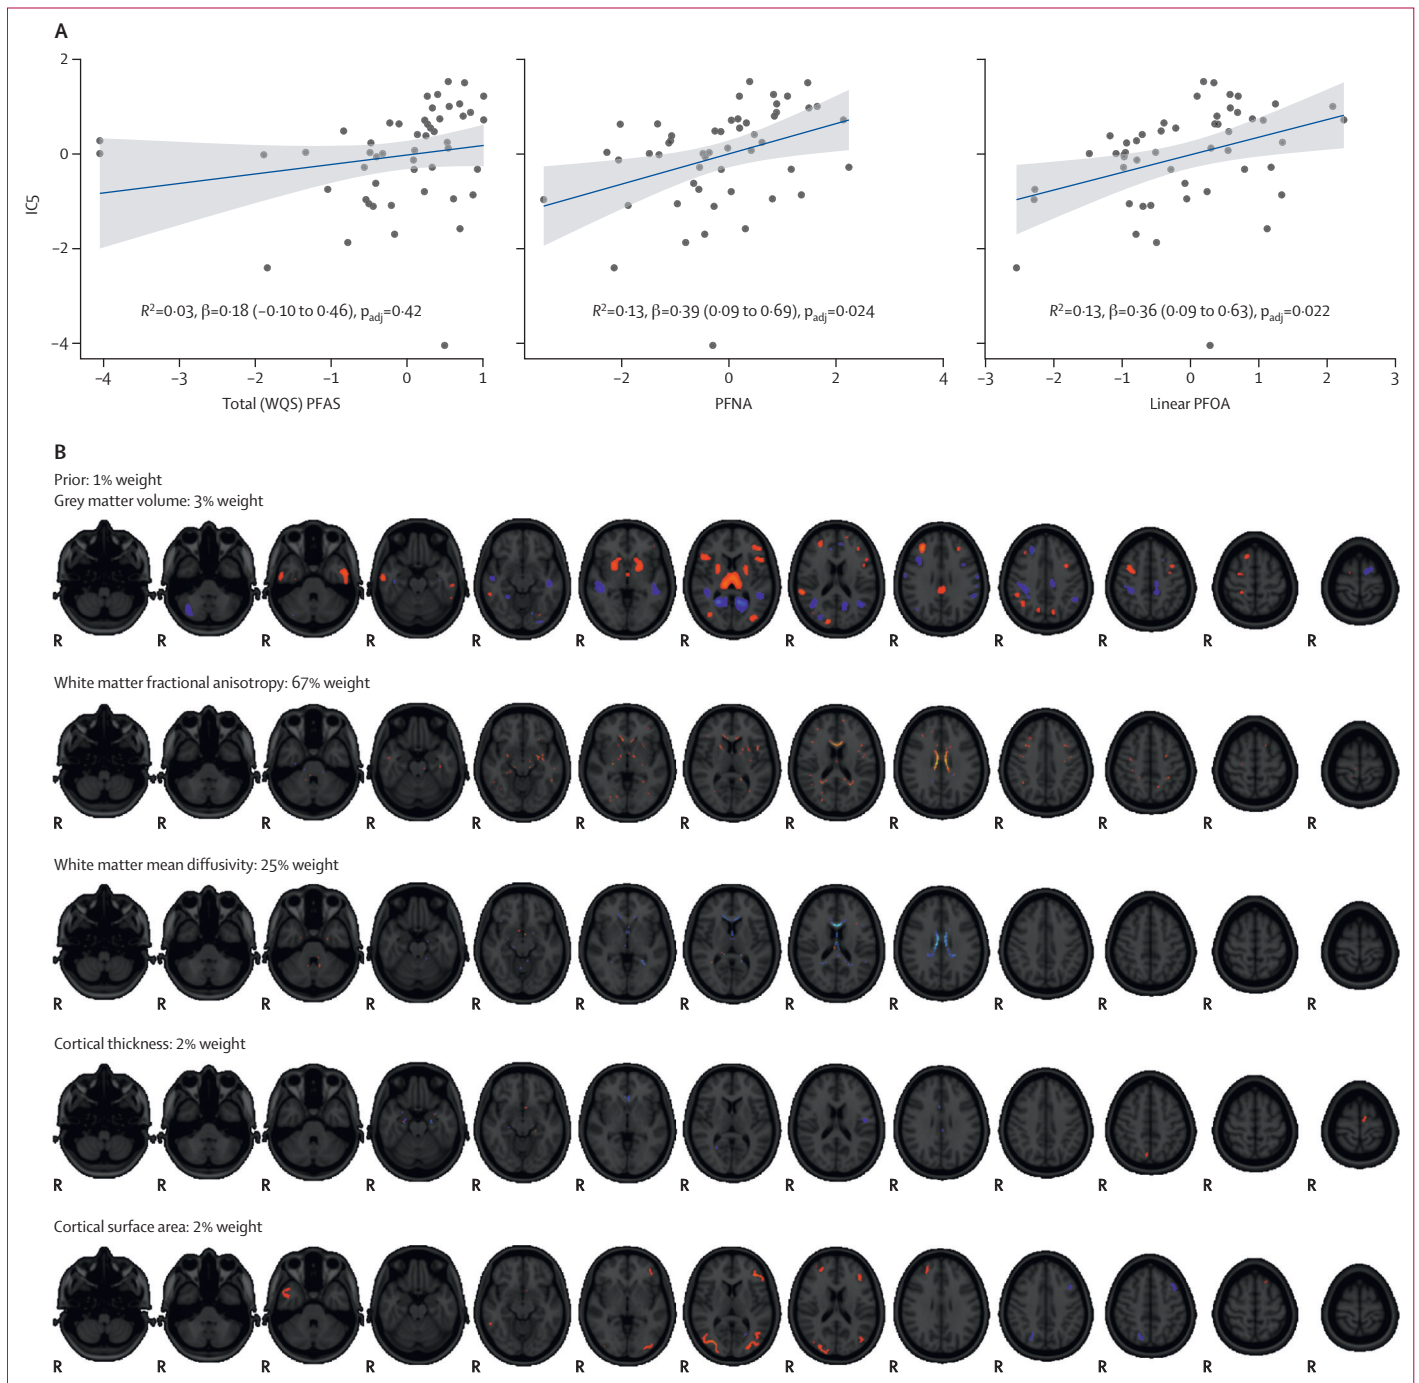 A
2
0
−2
−4
IC5
R²=0·03, β=0·18 (−0·10 to 0·46), padj=0·42
−4 −3 −2 −1 0 1
Total (WQS) PFAS
R²=0·13, β=0·39 (0·09 to 0·69), padj=0·024
−2 0 2 4
PFNA
R²=0·13, β=0·36 (0·09 to 0·63), padj=0·022
−3 −2 −1 0 1 2 3
Linear PFOA
B
Prior: 1% weight
Grey matter volume: 3% weight
R R R R R R R R R R R R R
White matter fractional anisotropy: 67% weight
R R R R R R R R R R R R R
White matter mean diffusivity: 25% weight
R R R R R R R R R R R R R
Cortical thickness: 2% weight
R R R R R R R R R R R R R
Cortical surface area: 2% weight
R R R R R R R R R R R R R